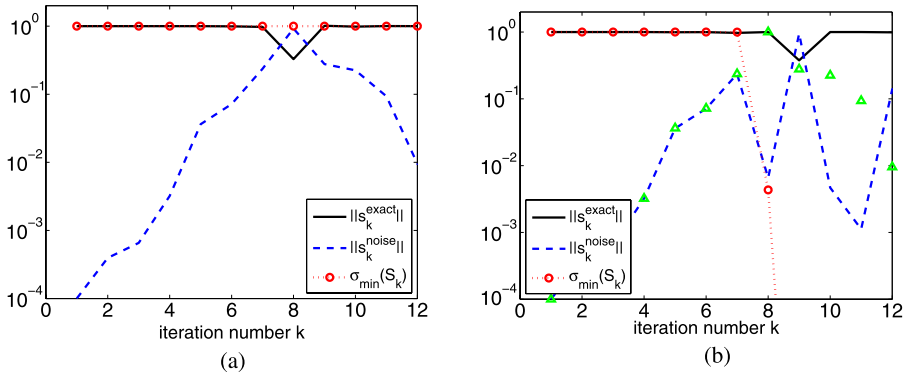 10^0
10^-1
10^-2
10^-3
10^-4
0 2 4 6 8 10 12
iteration number k
||s_k^exact||
||s_k^noise||
σ_min(S_k)
(a)
10^0
10^-1
10^-2
10^-3
10^-4
0 2 4 6 8 10 12
iteration number k
||s_k^exact||
||s_k^noise||
σ_min(S_k)
(b)